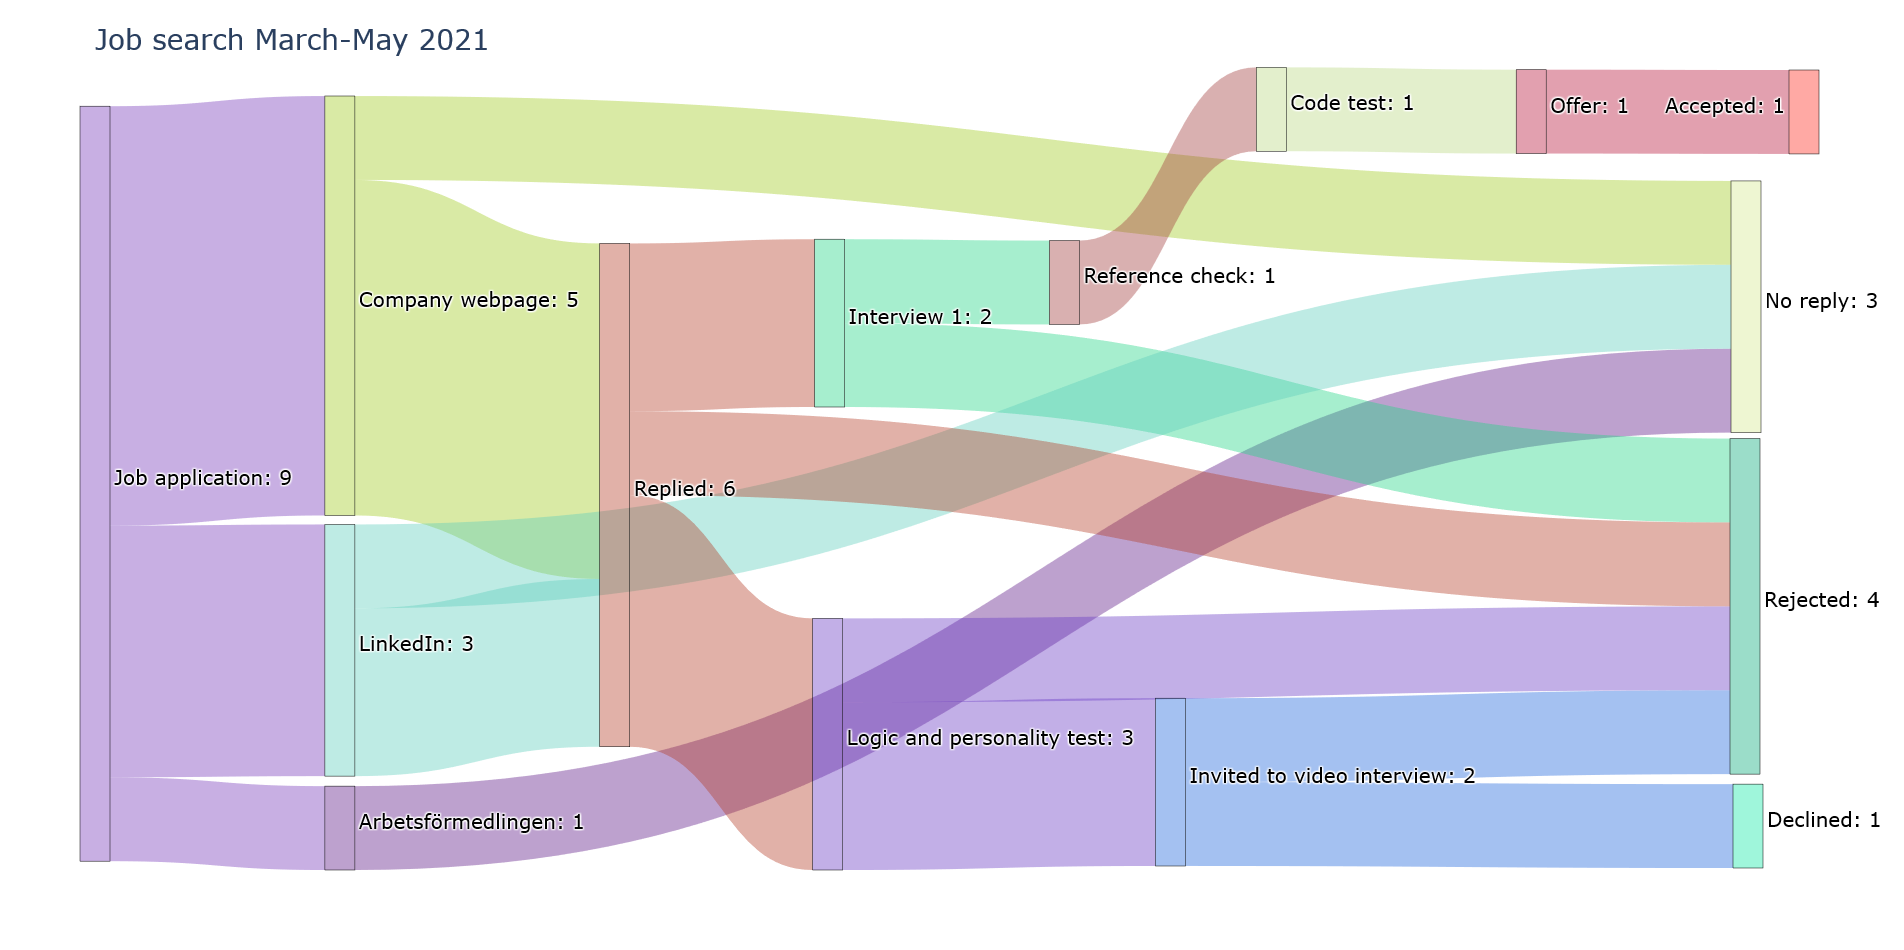 Job search March-May 2021
Code test: 1
Offer: 1
Accepted: 1
Reference check: 1
Company webpage: 5
No reply: 3
Interview 1: 2
Job application: 9
Replied: 6
Rejected: 4
LinkedIn: 3
Logic and personality test: 3
Invited to video interview: 2
Arbetsförmedlingen: 1
Declined: 1